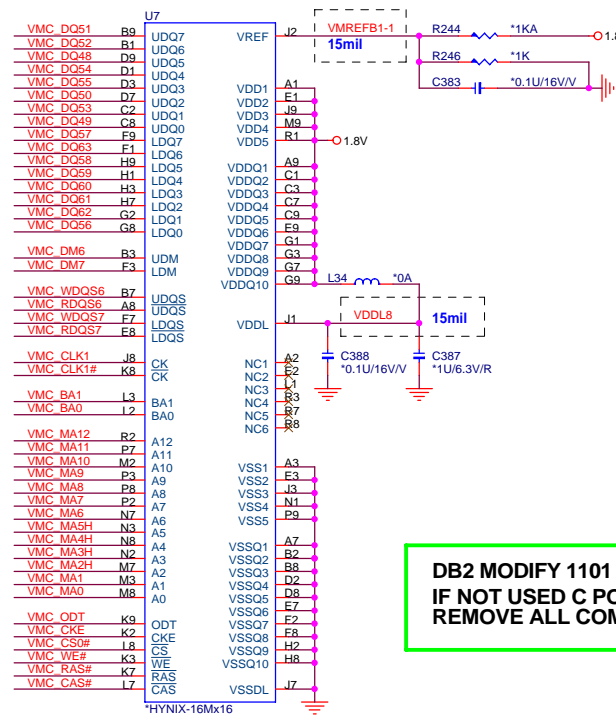 U7
VMC_DQ51 B9 UDQ7
VMC_DQ52 B1 UDQ6
VMC_DQ48 D9 UDQ5
VMC_DQ54 D1 UDQ4
VMC_DQ55 D3 UDQ3
VMC_DQ50 D7 UDQ2
VMC_DQ53 C2 UDQ1
VMC_DQ49 C8 UDQ0
VMC_DQ57 F9 LDQ7
VMC_DQ63 F1 LDQ6
VMC_DQ58 H9 LDQ5
VMC_DQ59 H1 LDQ4
VMC_DQ60 H3 LDQ3
VMC_DQ61 H7 LDQ2
VMC_DQ62 G2 LDQ1
VMC_DQ56 G8 LDQ0
VMC_DM6 B3 UDM
VMC_DM7 F3 LDM
VMC_WDQS6 B7 UDQS
VMC_RDQS6 A8 UDQS
VMC_WDQS7 F7 LDQS
VMC_RDQS7 E8 LDQS
VMC_CLK1 J8 CK
VMC_CLK1# K8 CK
VMC_BA1 L3 BA1
VMC_BA0 L2 BA0
VMC_MA12 R2 A12
VMC_MA11 P7 A11
VMC_MA10 M2 A10
VMC_MA9 P3 A9
VMC_MA8 P8 A8
VMC_MA7 P2 A7
VMC_MA6 N7 A6
VMC_MA5H N3 A5
VMC_MA4H N8 A4
VMC_MA3H N2 A3
VMC_MA2H M7 A2
VMC_MA1 M3 A1
VMC_MA0 M8 A0
VMC_ODT K9 ODT
VMC_CKE K2 CKE
VMC_CS0# L8 CS
VMC_WE# K3 WE
VMC_RAS# K7 RAS
VMC_CAS# L7 CAS
*HYNIX-16Mx16
VREF J2
VMREFB1-1
15mil
R244 *1KA
1.8
R246 *1K
C383 *0.1U/16V/V
VDD1 A1
VDD2 E1
VDD3 J9
VDD4 M9
VDD5 R1
1.8V
VDDQ1 A9
VDDQ2 C1
VDDQ3 C3
VDDQ4 C7
VDDQ5 C9
VDDQ6 E9
VDDQ7 G1
VDDQ8 G3
VDDQ9 G7
VDDQ10 G9
L34 *0A
VDDL J1
VDDL8 15mil
C388
*0.1U/16V/V
C387
*1U/6.3V/R
NC1 A2
NC2 E2
NC3 L1
NC4 R3
NC5 R7
NC6 R8
VSS1 A3
VSS2 E3
VSS3 J3
VSS4 N1
VSS5 P9
VSSQ1 A7
VSSQ2 B2
VSSQ3 B8
VSSQ4 D2
VSSQ5 D8
VSSQ6 E7
VSSQ7 F2
VSSQ8 F8
VSSQ9 H2
VSSQ10 H8
VSSDL J7
DB2 MODIFY 1101
IF NOT USED C PO
REMOVE ALL COM